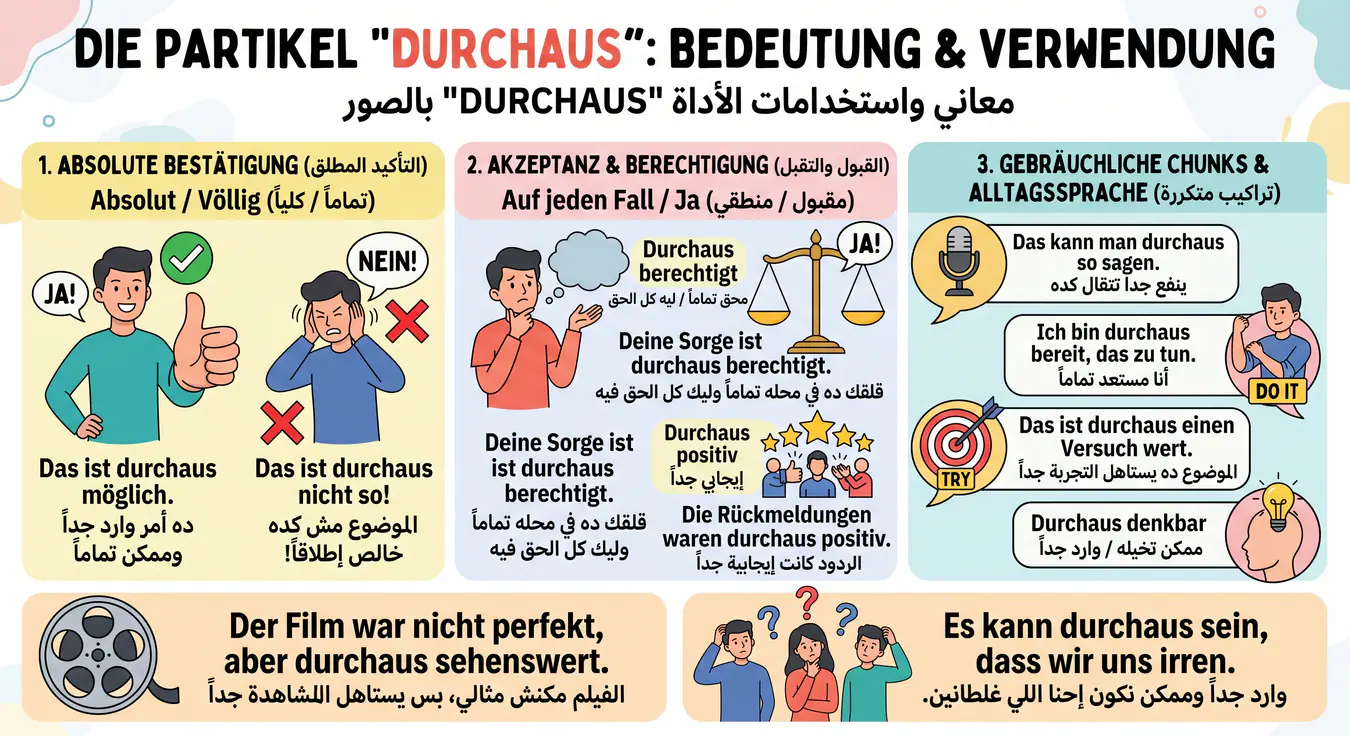 DIE PARTIKEL "DURCHAUS": BEDEUTUNG & VERWENDUNG
معاني واستخدامات الأداة "DURCHAUS" بالصور
1. ABSOLUTE BESTÄTIGUNG (التأكيد المطلق)
Absolut / Völlig (تماماً / كلياً)
JA!
NEIN!
Das ist durchaus
möglich.
ده أمر وارد جداً
وممكن تماماً
Das ist durchaus
nicht so!
الموضوع مش كده
خالص إطلاقاً!
2. AKZEPTANZ & BERECHTIGUNG (القبول والتقبل)
Auf jeden Fall / Ja (مقبول / منطقي)
Durchaus
berechtigt
محق تماماً / ليه كل الحق
JA!
Deine Sorge ist
durchaus berechtigt.
قلقك ده في محله تماماً وليك كل الحق فيه
Deine Sorge ist
ist durchaus
berechtigt.
قلقك ده في محله تماماً
وليك كل الحق فيه
Durchaus
positiv
إيجابي جداً
Die Rückmeldungen
waren durchaus positiv.
الردود كانت إيجابية جداً
3. GEBRÄUCHLICHE CHUNKS &
ALLTAGSSPRACHE (تراكيب متكررة)
Das kann man durchaus
so sagen.
ينفع جدا تتقال كده
Ich bin durchaus
bereit, das zu tun.
أنا مستعد تماماً
DO IT
Das ist durchaus einen
Versuch wert.
الموضوع ده يستاهل التجربة جداً
TRY
Durchaus denkbar
ممكن تخيله / وارد جداً
Der Film war nicht perfekt,
aber durchaus sehenswert.
الفيلم مكنش مثالي، بس يستاهل المشاهدة جداً
? ? ?
Es kann durchaus sein,
dass wir uns irren.
وارد جداً وممكن نكون إحنا اللي غلطانين.